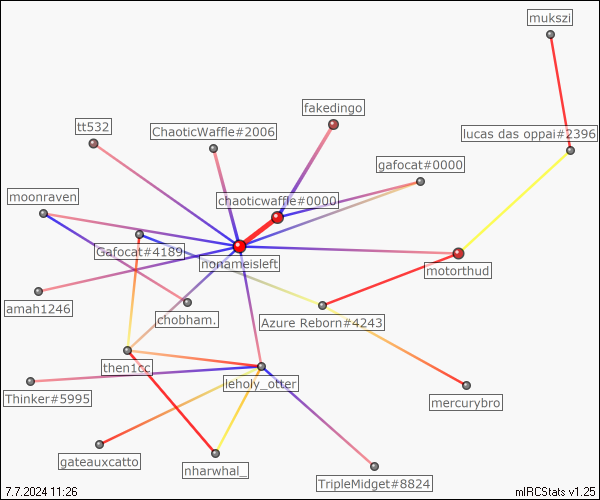 mukszi
fakedingo
tt532
ChaoticWaffle#2006
lucas das oppai#2396
gafocat#0000
moonraven
chaoticwaffle#0000
Gafocat#4189
nonameisleft
motorthud
amah1246
chobham.
Azure Reborn#4243
then1cc
leholy_otter
Thinker#5995
mercurybro
gateauxcatto
nharwhal_
TripleMidget#8824
7.7.2024 11:26
mIRCStats v1.25